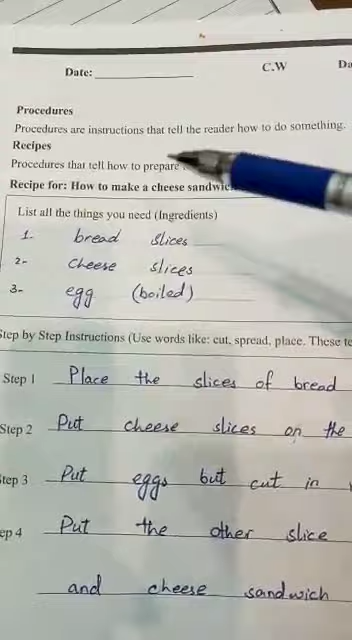 Date: ____________ C.W Da
Procedures
Procedures are instructions that tell the reader how to do something.
Recipes
Procedures that tell how to prepare
Recipe for: How to make a cheese sandwic
List all the things you need (Ingredients)
1- bread slices
2- cheese slices
3- egg (boiled)
Step by Step Instructions (Use words like: cut, spread, place. These te
Step 1 Place the slices of bread
Step 2 Put cheese slices on the
tep 3 Put eggs but cut in
ep 4 Put the other slice
and cheese sandwich